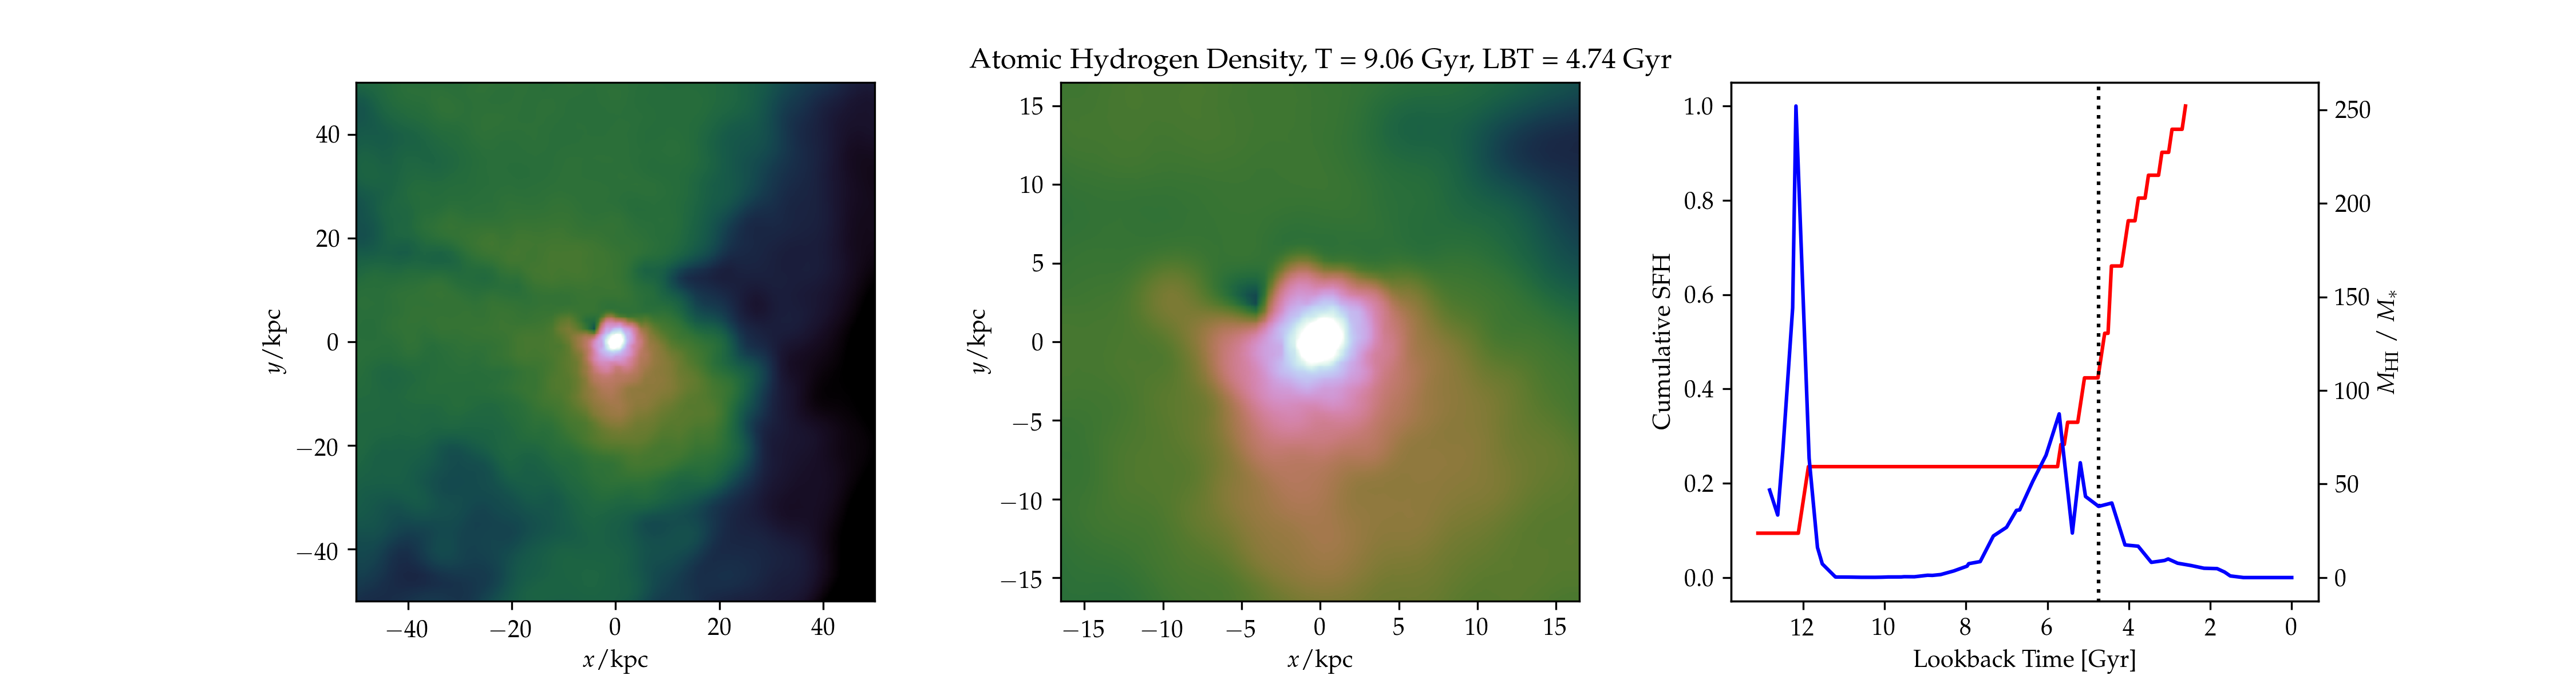 Atomic Hydrogen Density, T = 9.06 Gyr, LBT = 4.74 Gyr
y/kpc
40
20
0
−20
−40
−40 −20 0 20 40
x/kpc
y/kpc
15
10
5
0
−5
−10
−15
−15 −10 −5 0 5 10 15
x/kpc
Cumulative SFH
1.0
0.8
0.6
0.4
0.2
0.0
12 10 8 6 4 2 0
Lookback Time [Gyr]
250
200
150
100
50
0
M_HI / M_*